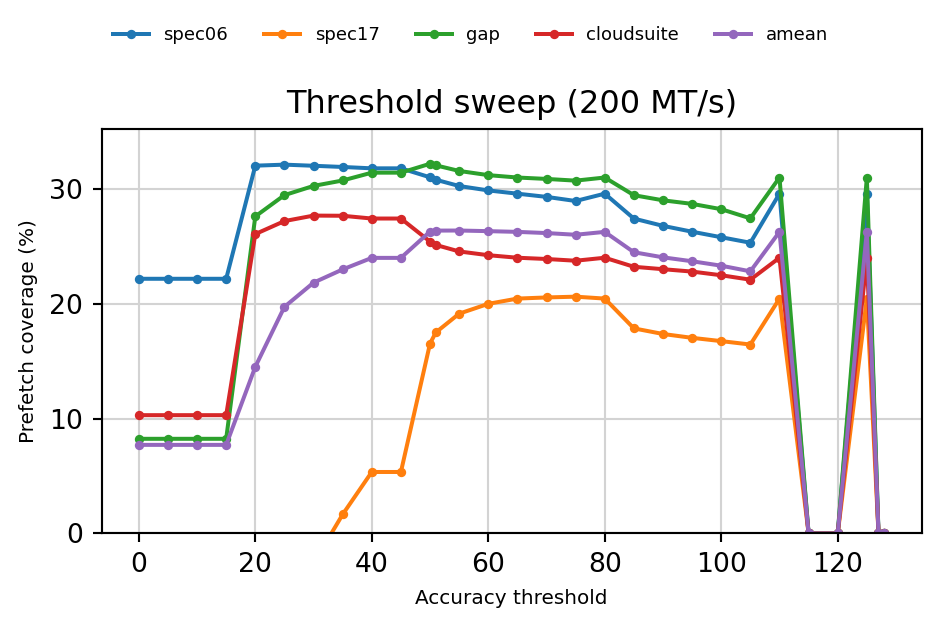 spec06 spec17 gap cloudsuite amean
Threshold sweep (200 MT/s)
Prefetch coverage (%)
30
20
10
0
0 20 40 60 80 100 120
Accuracy threshold